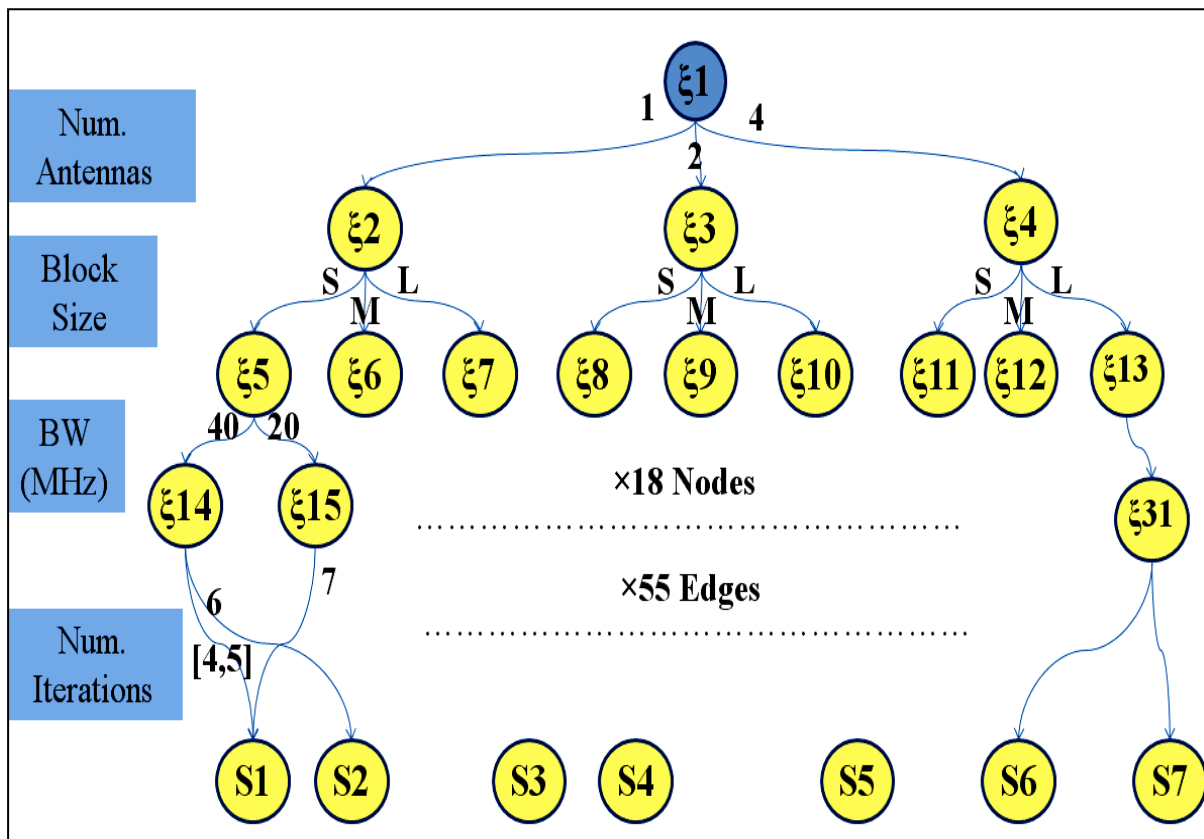 ξ1
1
4
2
Num.
Antennas
ξ2
ξ3
ξ4
Block
Size
S
M
L
S
M
L
S
M
L
ξ5
ξ6
ξ7
ξ8
ξ9
ξ10
ξ11
ξ12
ξ13
BW
(MHz)
40
20
ξ14
ξ15
×18 Nodes
ξ31
×55 Edges
6
7
[4,5]
Num.
Iterations
S1
S2
S3
S4
S5
S6
S7